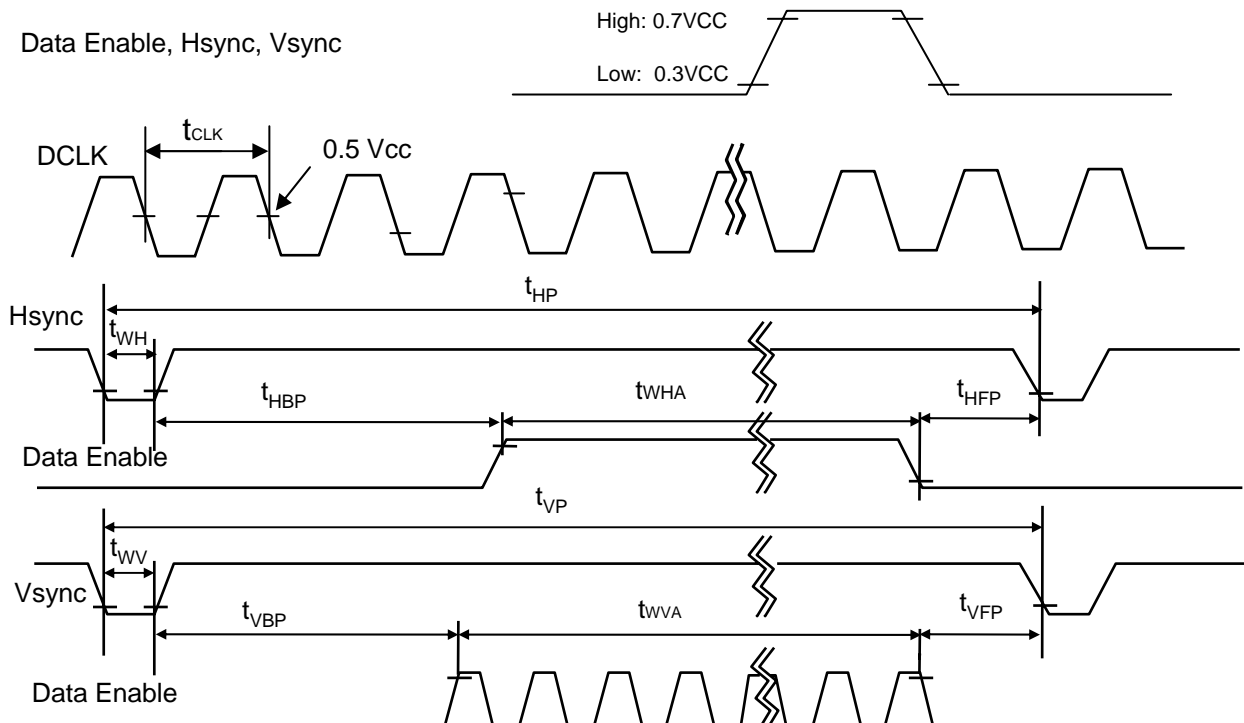 High: 0.7VCC
Data Enable, Hsync, Vsync
Low: 0.3VCC
tCLK
DCLK
0.5 Vcc
tHP
Hsync
tWH
tHBP
tWHA
tHFP
Data Enable
tVP
tWV
Vsync
tVBP
tWVA
tVFP
Data Enable